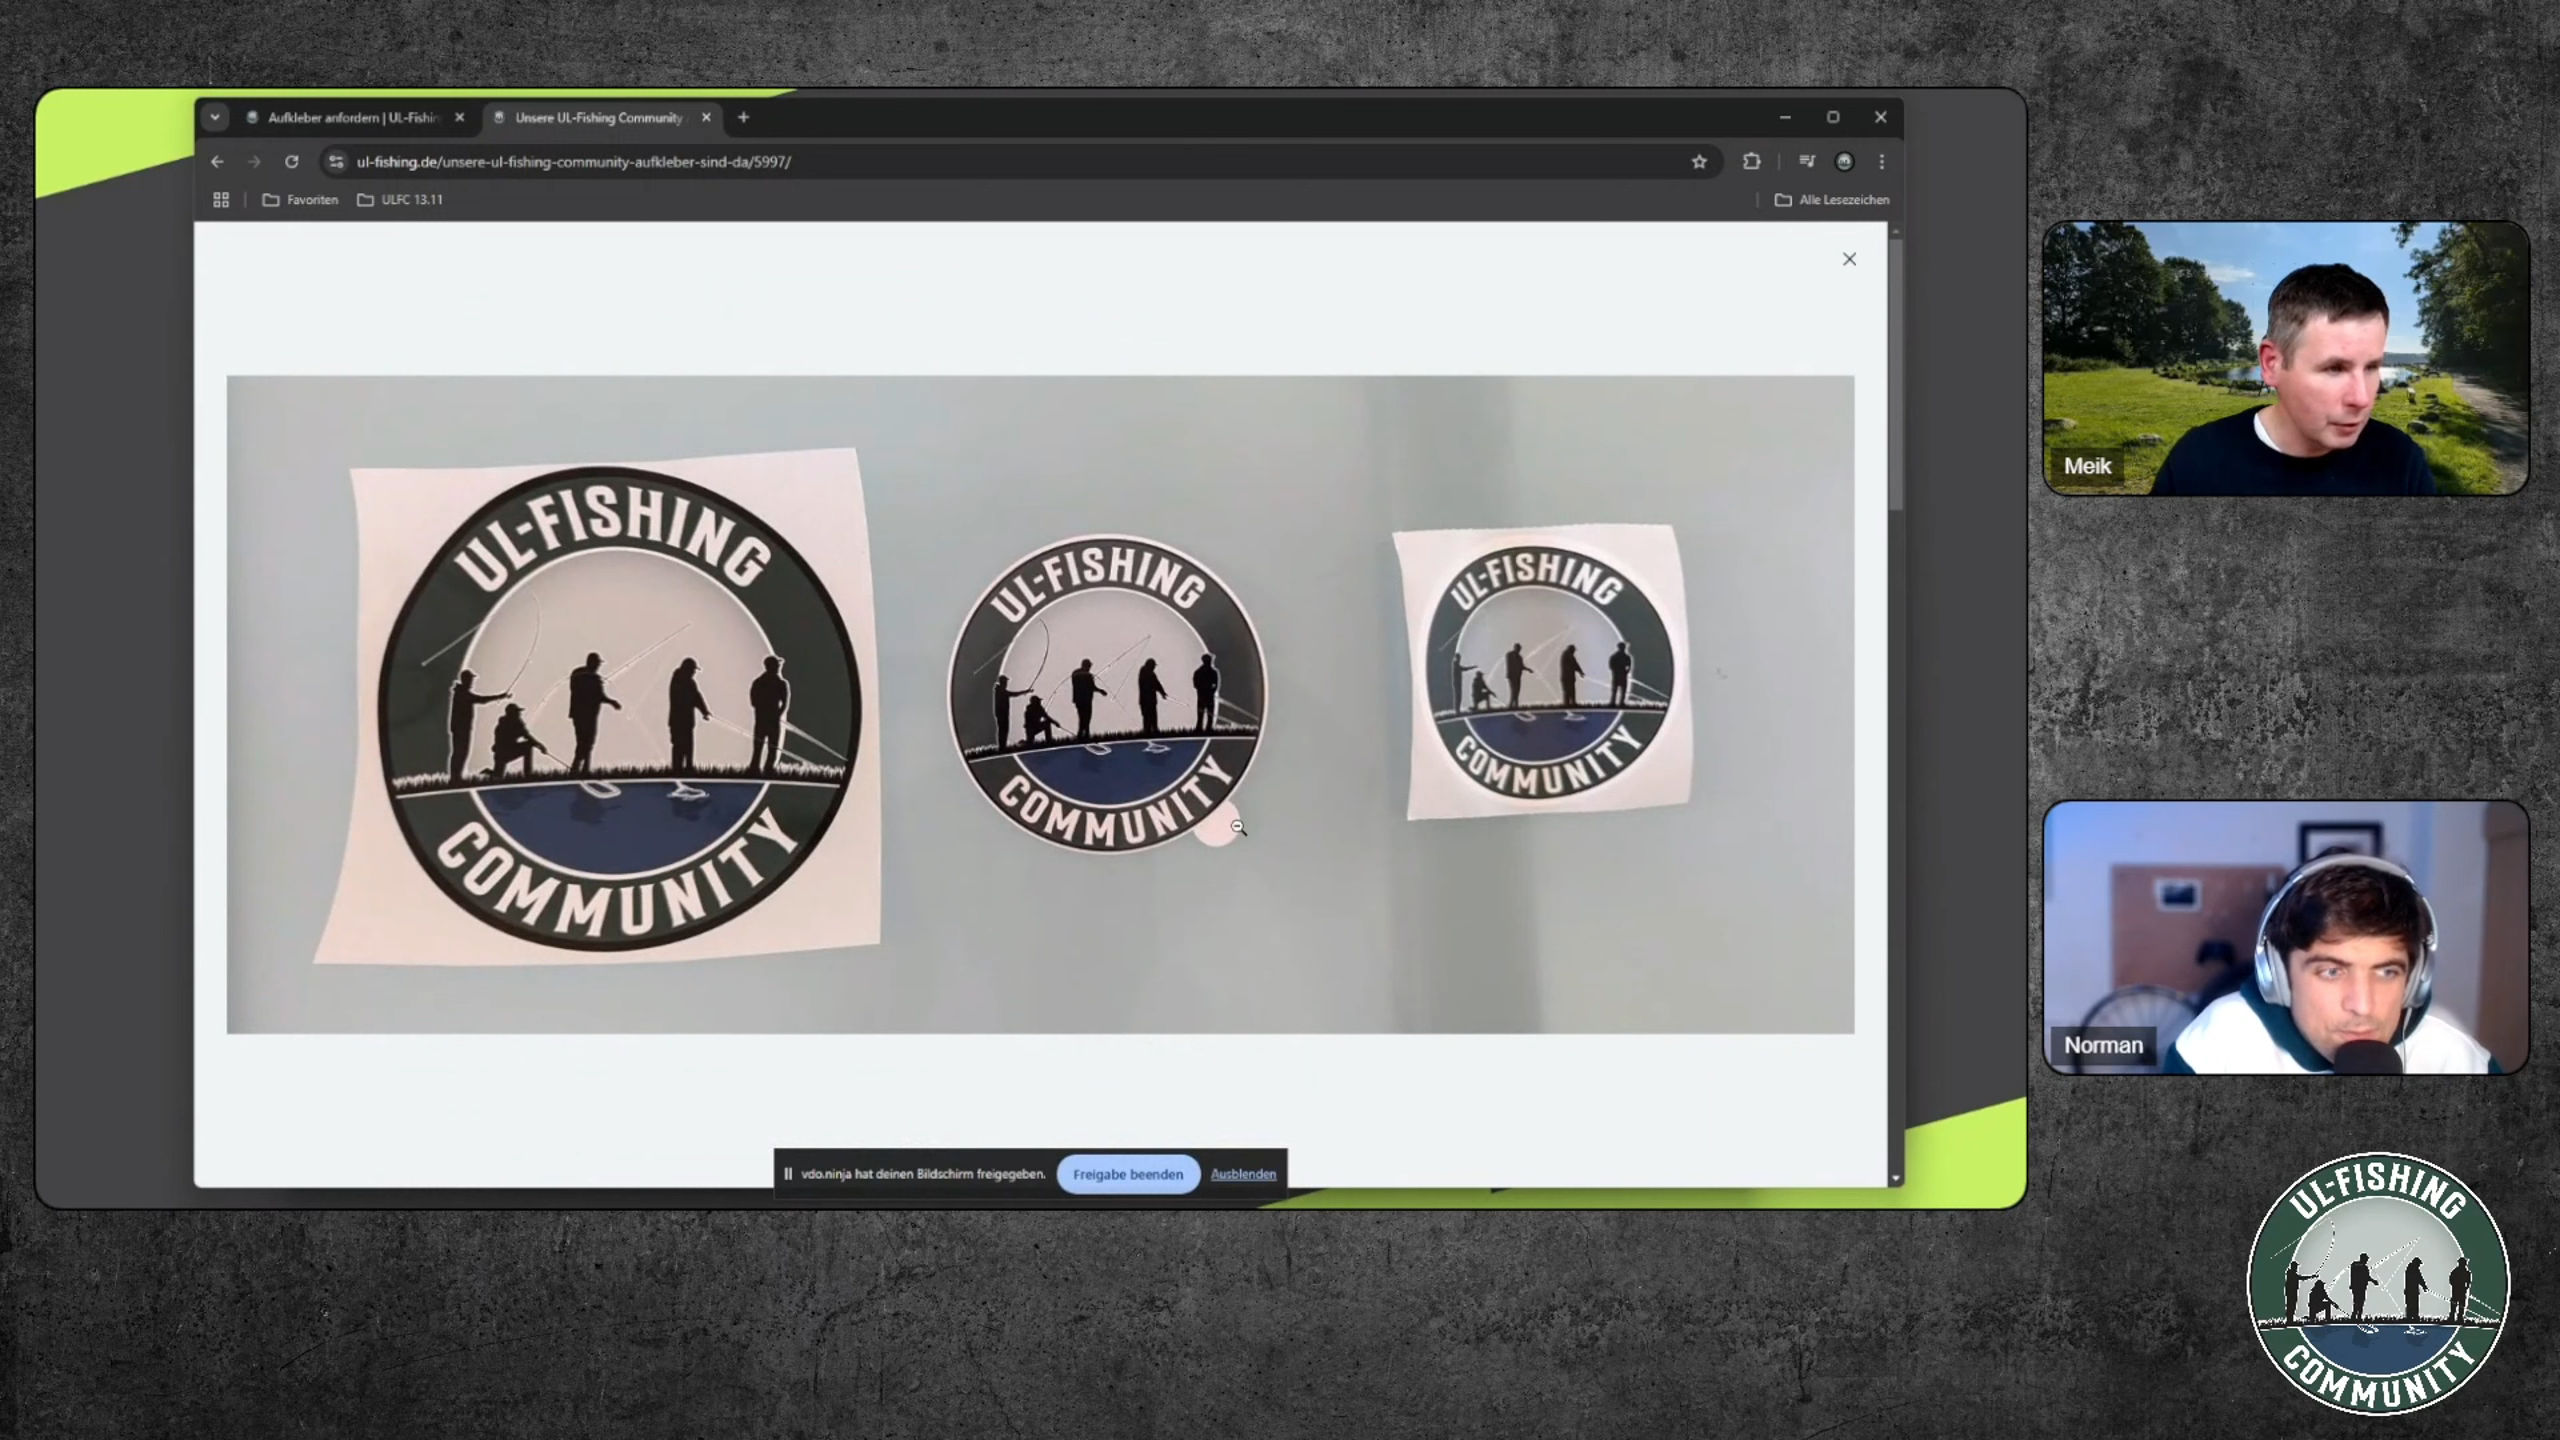 Aufkleber anfordern | UL-Fishin
Unsere UL-Fishing Community
ul-fishing.de/unsere-ul-fishing-community-aufkleber-sind-da/5997/
Favoriten
ULFC 13.11
Alle Lesezeichen
UL-FISHING
COMMUNITY
UL-FISHING
COMMUNITY
UL-FISHING
COMMUNITY
Meik
Norman
vdo.ninja hat deinen Bildschirm freigegeben.
Freigabe beenden
Ausblenden
UL-FISHING
COMMUNITY